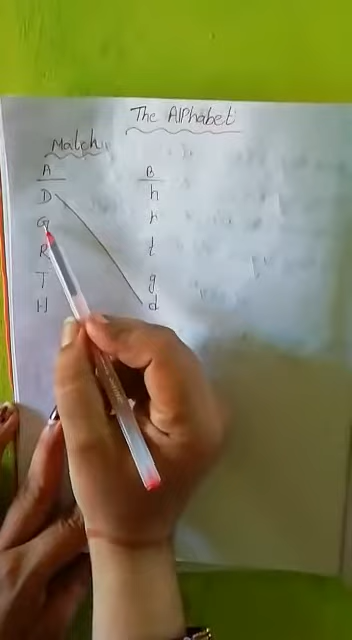 The Alphabet
Match
A B
D h
G r
R t
T g
H d